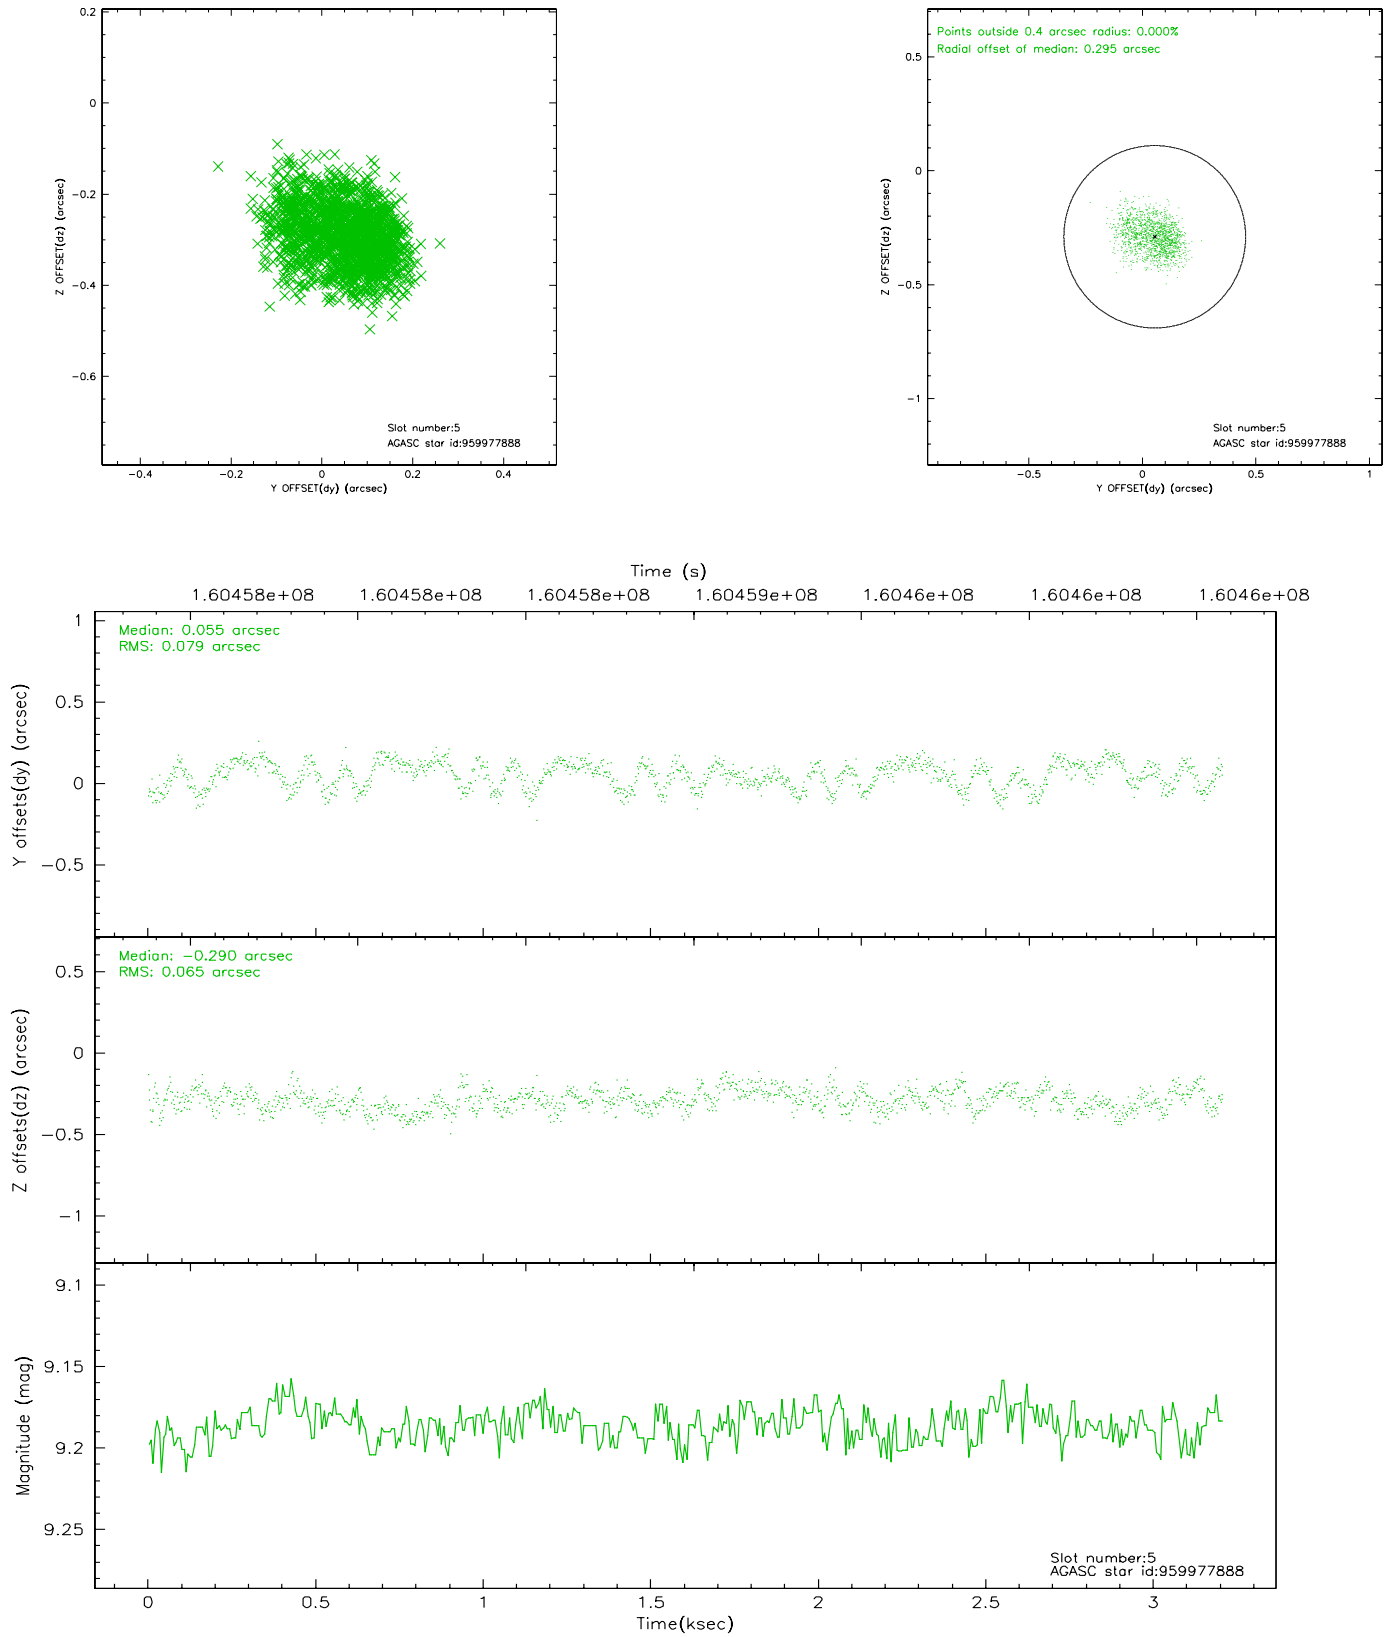 0.2
0
−0.2
−0.4
−0.6
Z OFFSET(dz) (arcsec)
Slot number:5
AGASC star id:959977888
−0.4 −0.2 0 0.2 0.4
Y OFFSET(dy) (arcsec)
Points outside 0.4 arcsec radius: 0.000%
Radial offset of median: 0.295 arcsec
0.5
0
−0.5
−1
Z OFFSET(dz) (arcsec)
Slot number:5
AGASC star id:959977888
−0.5 0 0.5 1
Y OFFSET(dy) (arcsec)
Time (s)
1.60458e+08 1.60458e+08 1.60458e+08 1.60459e+08 1.6046e+08 1.6046e+08 1.6046e+08
Median: 0.055 arcsec
RMS: 0.079 arcsec
1
0.5
0
−0.5
Y offsets(dy) (arcsec)
Median: −0.290 arcsec
RMS: 0.065 arcsec
0.5
0
−0.5
−1
Z offsets(dz) (arcsec)
9.1
9.15
9.2
9.25
Magnitude (mag)
Slot number:5
AGASC star id:959977888
0 0.5 1 1.5 2 2.5 3
Time(ksec)